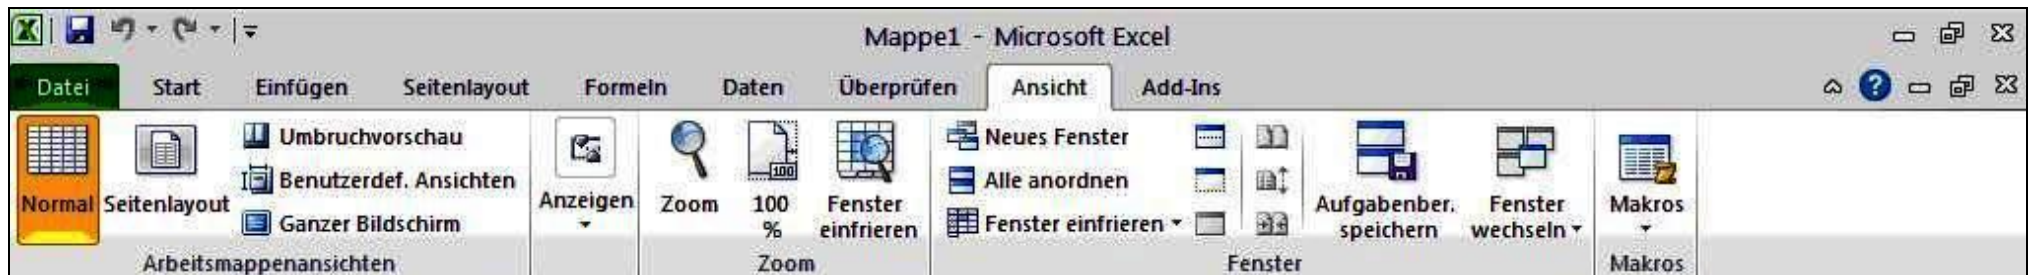 Mappe1 - Microsoft Excel
Datei Start Einfügen Seitenlayout Formeln Daten Überprüfen Ansicht Add-Ins
Normal
Seitenlayout
Umbruchvorschau
Benutzerdef. Ansichten
Ganzer Bildschirm
Arbeitsmappenansichten
Anzeigen
Zoom
100
100
%
Fenster
einfrieren
Zoom
Neues Fenster
Alle anordnen
Fenster einfrieren
Aufgabenber.
speichern
Fenster
wechseln
Fenster
Makros
Makros